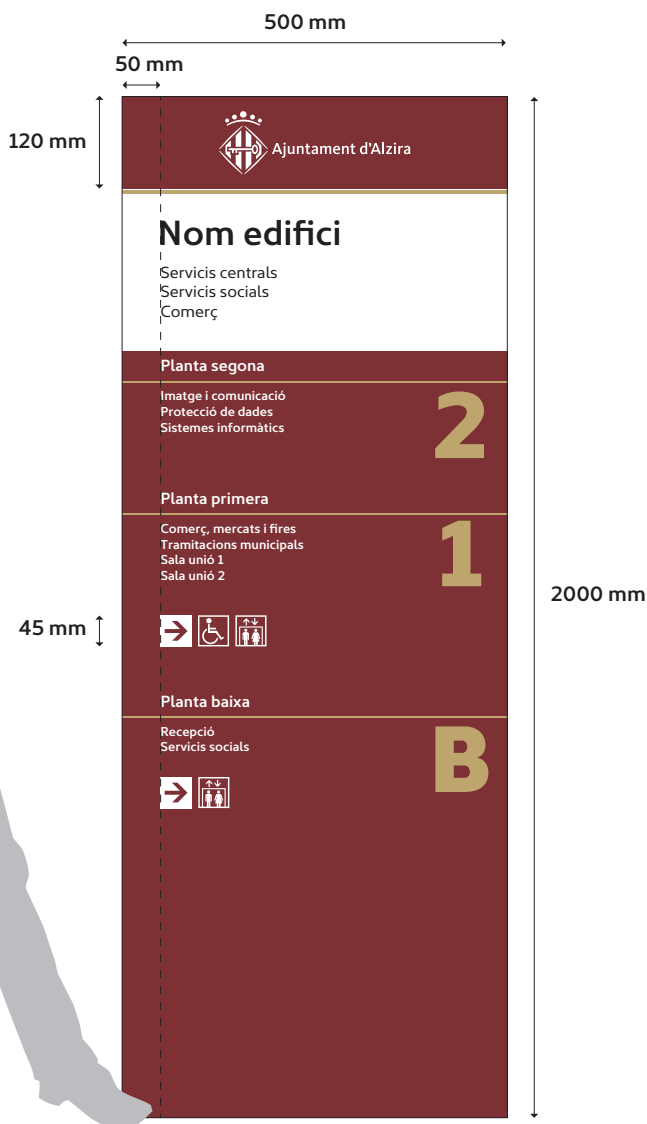 500 mm
50 mm
120 mm
Ajuntament d'Alzira
Nom edifici
Servicis centrals
Servicis socials
Comerç
Planta segona
Imatge i comunicació
Protecció de dades
Sistemes informàtics
2
Planta primera
Comerç, mercats i fires
Tramitacions municipals
Sala unió 1
Sala unió 2
1
2000 mm
45 mm
Planta baixa
Recepció
Servicis socials
B